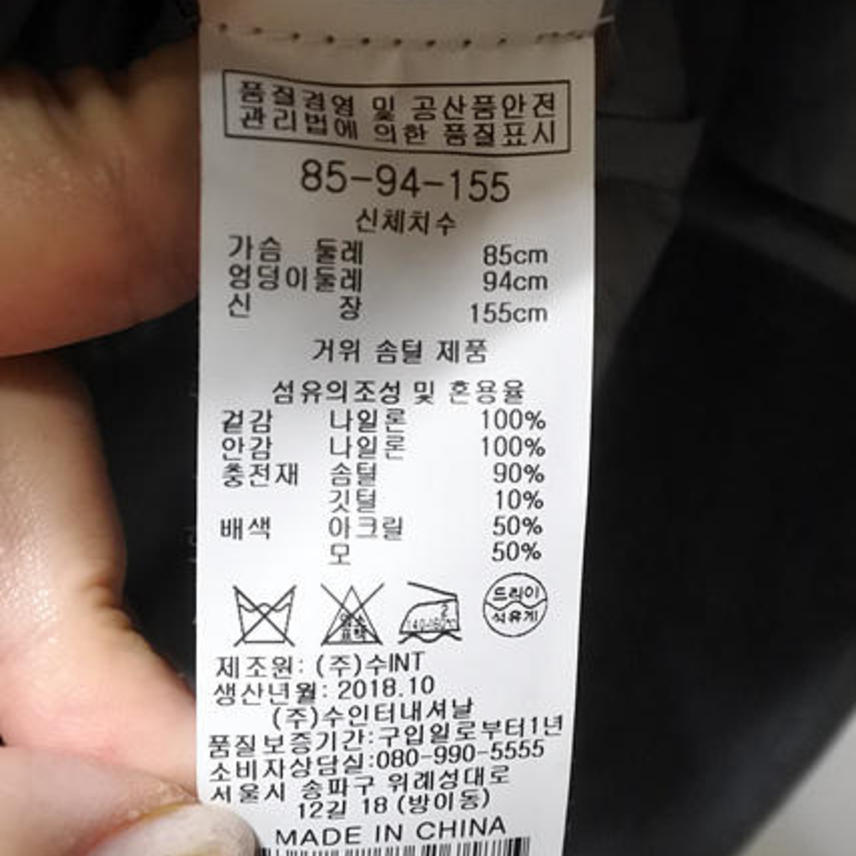 품질경영 및 공산품안전
관리법에 의한 품질표시
85-94-155
신체치수
가슴 둘레 85cm
엉덩이둘레 94cm
신 장 155cm
거위 솜털 제품
섬유의조성 및 혼용율
겉감 나일론 100%
안감 나일론 100%
충전재 솜털 90%
깃털 10%
배색 아크릴 50%
모 50%
염소 표백 2 140-160℃ 드라이 석유계
제조원: (주)수INT
생산년월: 2018.10
(주)수인터내셔날
품질보증기간:구입일로부터1년
소비자상담실:080-990-5555
서울시 송파구 위례성대로
12길 18 (방이동)
MADE IN CHINA